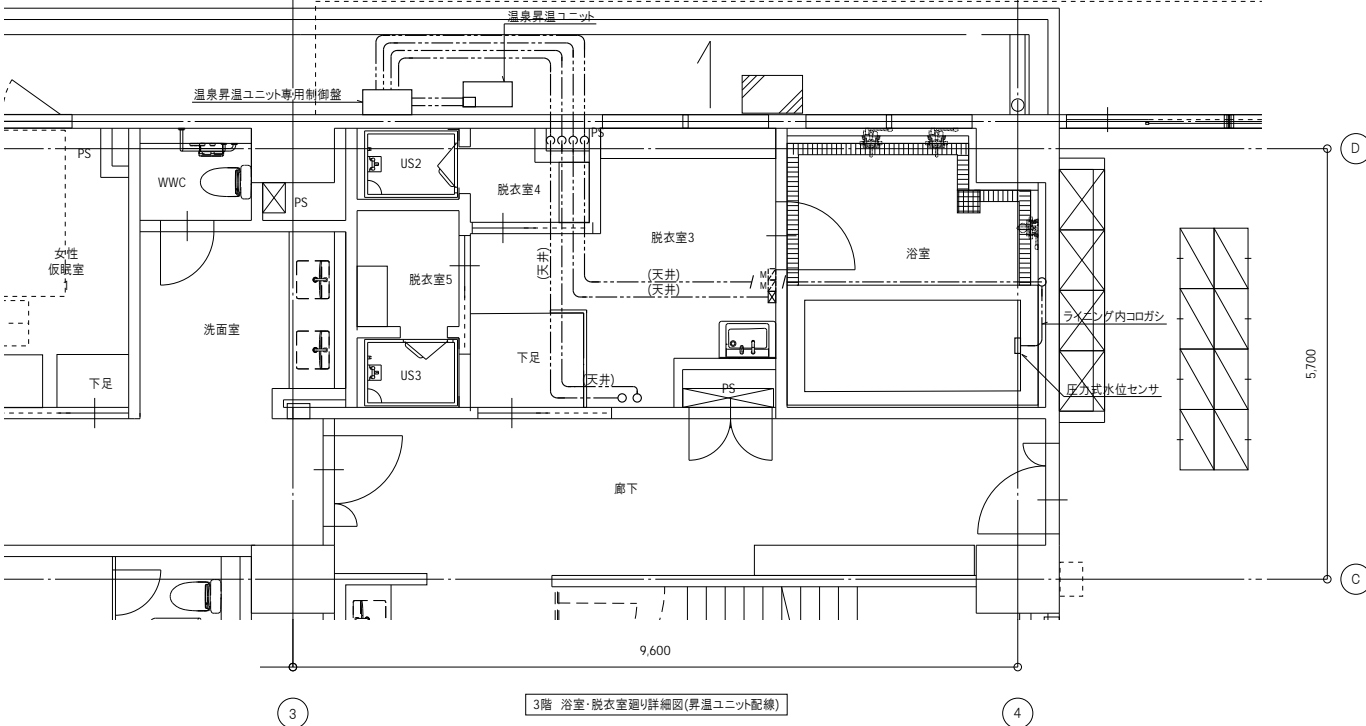 温泉昇温ユニット
温泉昇温ユニット専用制御盤
PS
PS
D
US2
脱衣室4
WWC
PS
脱衣室3
浴室
女性
仮眠室
1
(天井)
脱衣室5
(天井)
(天井)
M
M
洗面室
ライニング内コロガシ
下足
下足
US3
(天井)
PS
圧力式水位センサ
5,700
廊下
C
9,600
3階 浴室・脱衣室廻り詳細図(昇温ユニット配線)
3
4